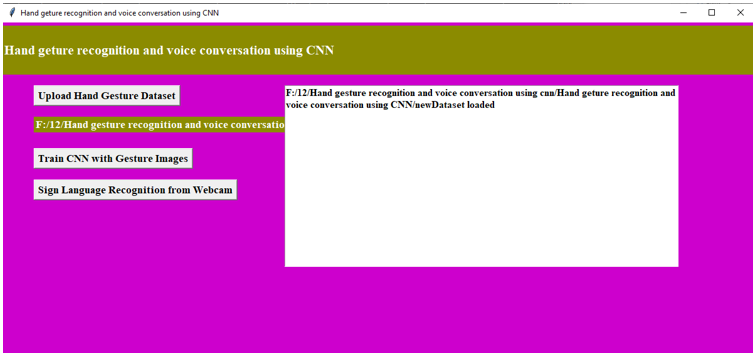 Hand geture recognition and voice conversation using CNN
Hand geture recognition and voice conversation using CNN
Upload Hand Gesture Dataset
F:/12/Hand gesture recognition and voice conversatio
Train CNN with Gesture Images
Sign Language Recognition from Webcam
F:/12/Hand gesture recognition and voice conversation using cnn/Hand geture recognition and
voice conversation using CNN/newDataset loaded